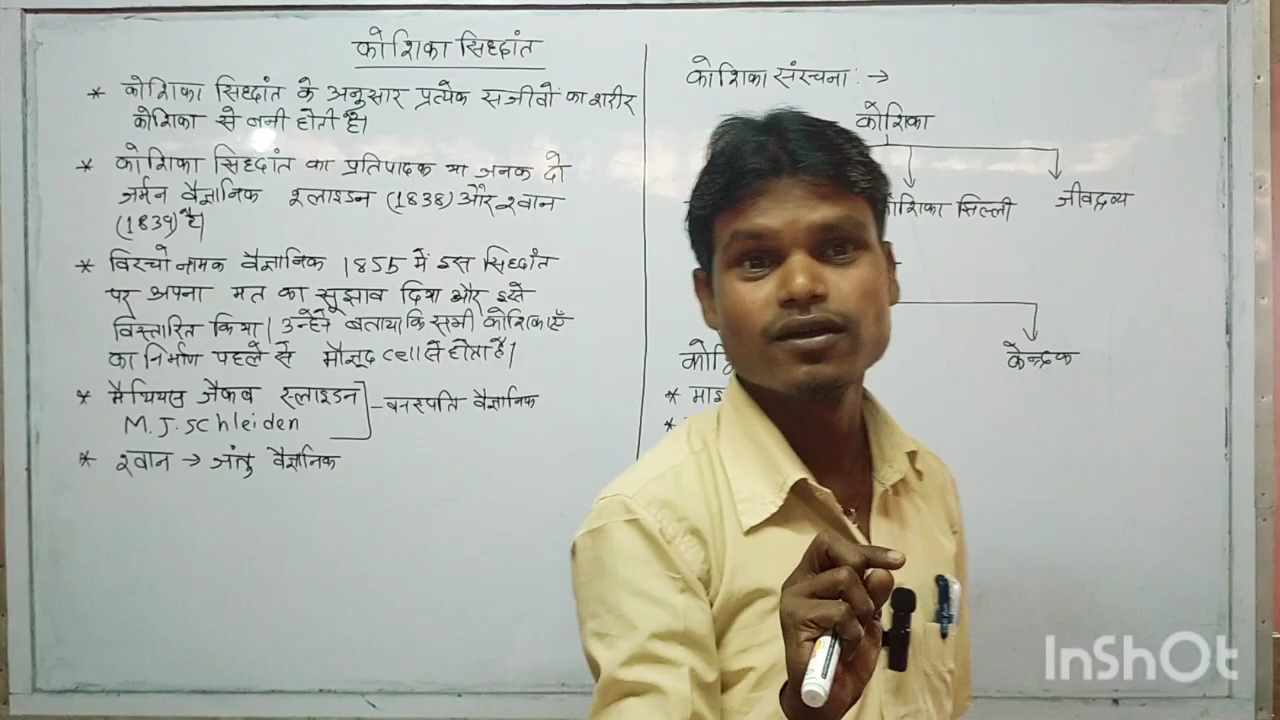 कोशिका सिध्दांत
* कोशिका सिध्दांत के अनुसार प्रत्येक सजीवों का शरीर
कोशिका से बनी होती है।
* कोशिका सिध्दांत का प्रतिपादक या जनक दो
जर्मन वैज्ञानिक श्लाइडन (1838) और श्वान
(1839) है।
* विरचो नामक वैज्ञानिक 1855 में इस सिध्दांत
पर अपना मत का सुझाव दिया और इसे
विस्तारित किया। उन्होंने बताया कि सभी कोशिकाएँ
का निर्माण पहले से मौजूद cell से होता है।
* मैथियस जैकब स्लाइडन - वनस्पति वैज्ञानिक
M. J. Schleiden
* श्वान → जंतु वैज्ञानिक
कोशिका संरचना : →
कोशिका
कोशिका झिल्ली जीवद्रव्य
केन्द्रक
*
*
InShOt